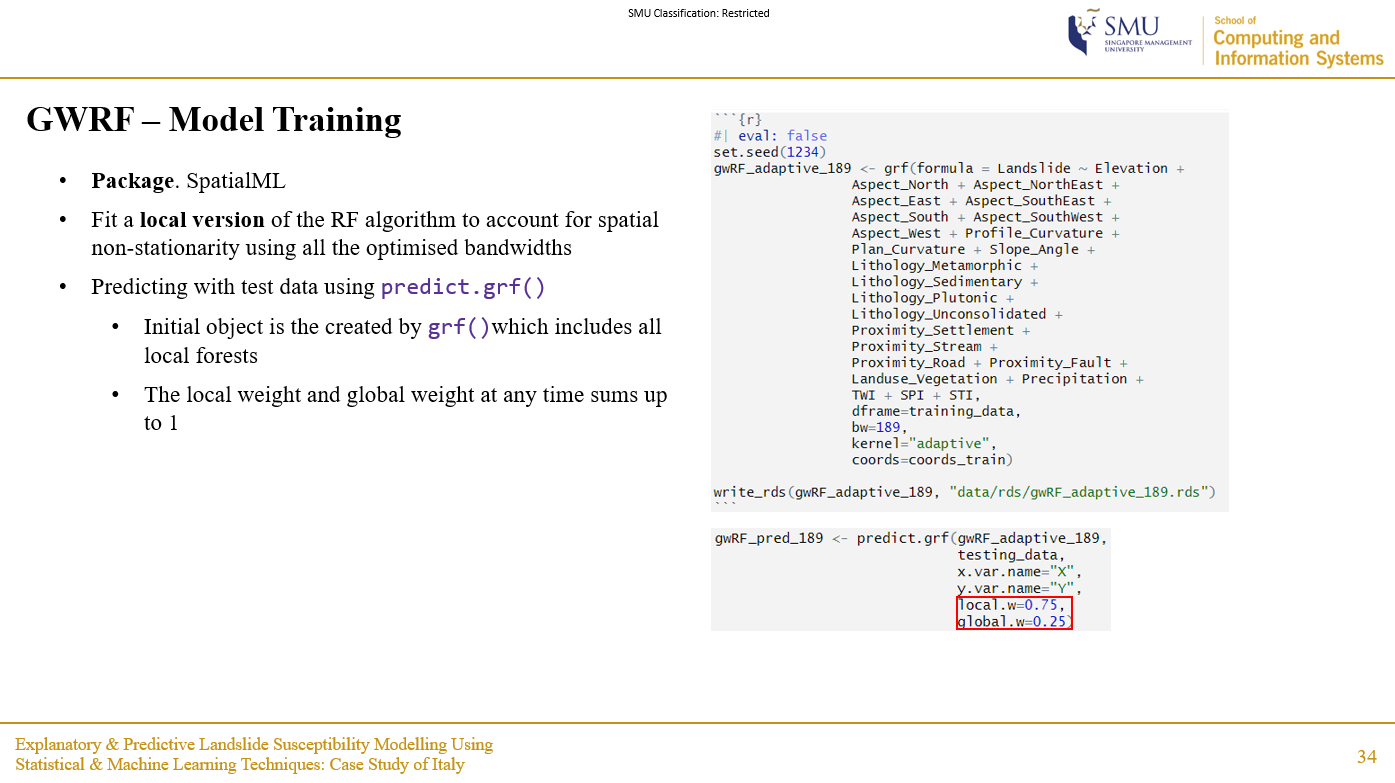 SMU Classification: Restricted
SMU
SINGAPORE MANAGEMENT
UNIVERSITY
School of
Computing and
Information Systems
GWRF – Model Training
• Package. SpatialML
• Fit a local version of the RF algorithm to account for spatial
non-stationarity using all the optimised bandwidths
• Predicting with test data using predict.grf()
• Initial object is the created by grf()which includes all
local forests
• The local weight and global weight at any time sums up
to 1
```{r}
#| eval: false
set.seed(1234)
gwRF_adaptive_189 <- grf(formula = Landslide ~ Elevation +
Aspect_North + Aspect_NorthEast +
Aspect_East + Aspect_SouthEast +
Aspect_South + Aspect_SouthWest +
Aspect_West + Profile_Curvature +
Plan_Curvature + Slope_Angle +
Lithology_Metamorphic +
Lithology_Sedimentary +
Lithology_Plutonic +
Lithology_Unconsolidated +
Proximity_Settlement +
Proximity_Stream +
Proximity_Road + Proximity_Fault +
Landuse_Vegetation + Precipitation +
TWI + SPI + STI,
dframe=training_data,
bw=189,
kernel="adaptive",
coords=coords_train)
write_rds(gwRF_adaptive_189, "data/rds/gwRF_adaptive_189.rds")
```
gwRF_pred_189 <- predict.grf(gwRF_adaptive_189,
testing_data,
x.var.name="X",
y.var.name="Y",
local.w=0.75,
global.w=0.25)
Explanatory & Predictive Landslide Susceptibility Modelling Using
Statistical & Machine Learning Techniques: Case Study of Italy
34